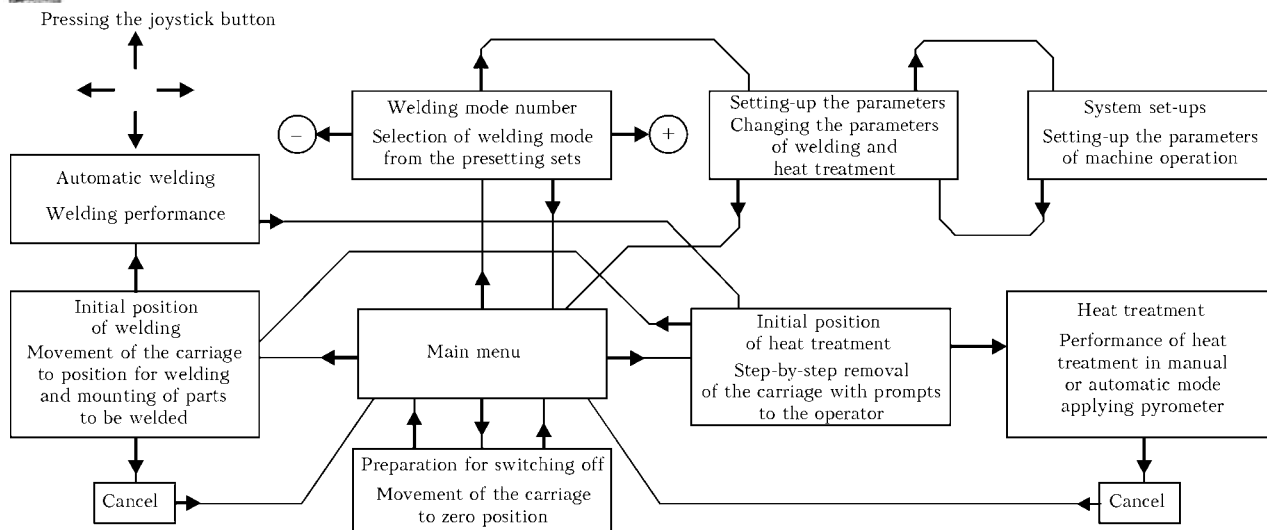 Pressing the joystick button
Welding mode number
Selection of welding mode
from the presetting sets
−
+
Setting-up the parameters
Changing the parameters
of welding and
heat treatment
System set-ups
Setting-up the parameters
of machine operation
Automatic welding
Welding performance
Initial position
of welding
Movement of the carriage
to position for welding
and mounting of parts
to be welded
Main menu
Initial position
of heat treatment
Step-by-step removal
of the carriage with prompts
to the operator
Heat treatment
Performance of heat
treatment in manual
or automatic mode
applying pyrometer
Cancel
Preparation for switching off
Movement of the carriage
to zero position
Cancel